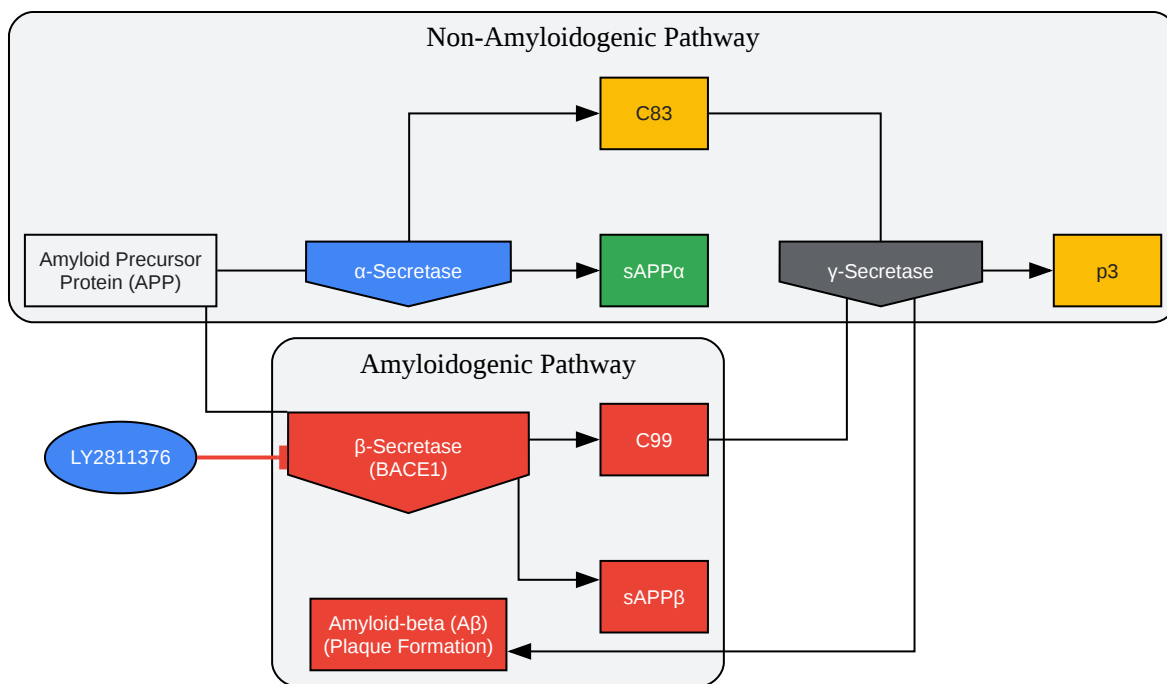 Non-Amyloidogenic Pathway
C83
Amyloid Precursor
Protein (APP)
α-Secretase
sAPPα
γ-Secretase
p3
Amyloidogenic Pathway
LY2811376
β-Secretase
(BACE1)
C99
sAPPβ
Amyloid-beta (Aβ)
(Plaque Formation)